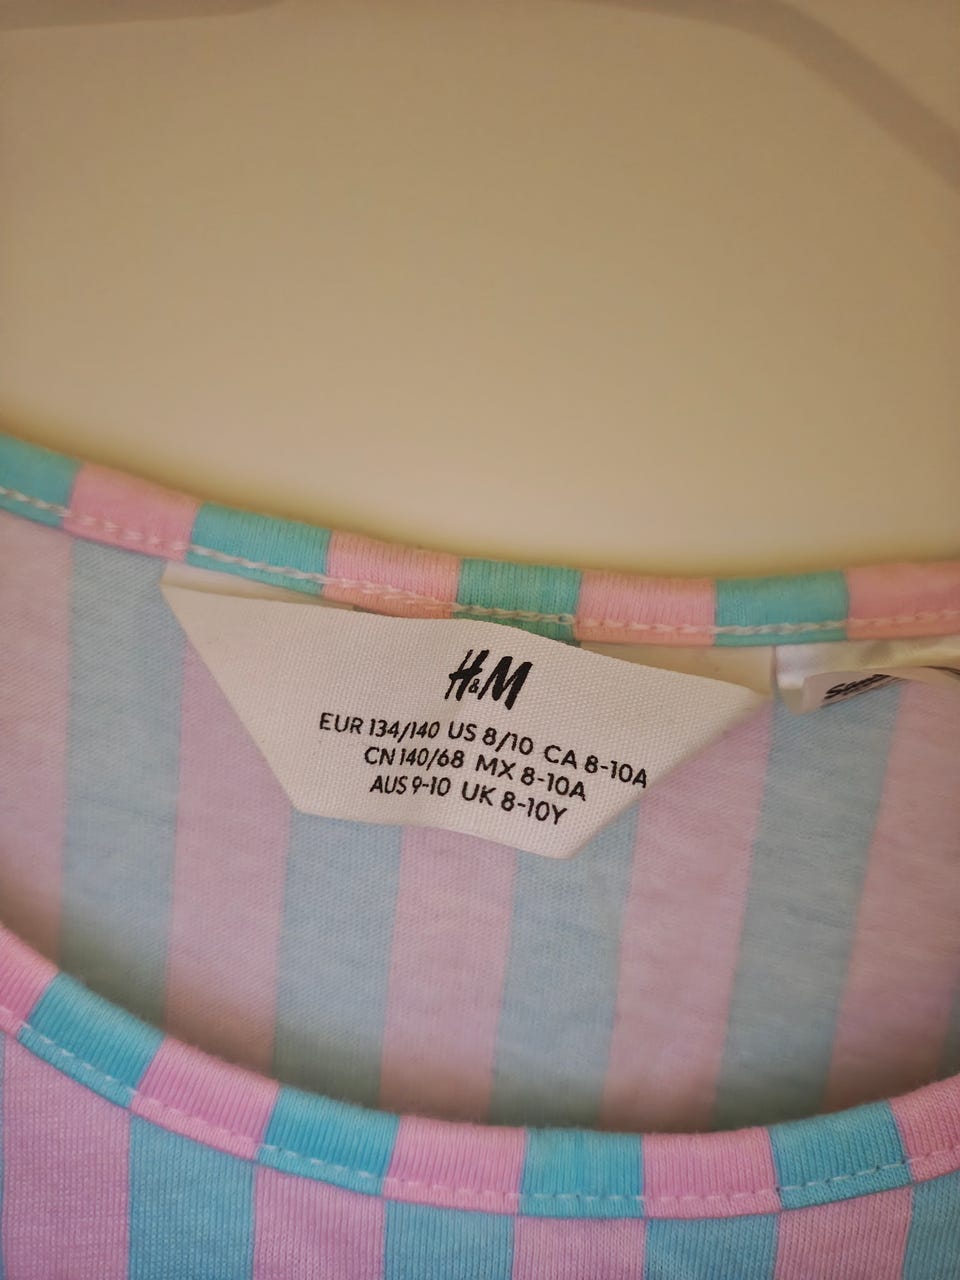 H&M
EUR 134/140 US 8/10 CA 8-10A
CN 140/68 MX 8-10A
AUS 9-10 UK 8-10Y